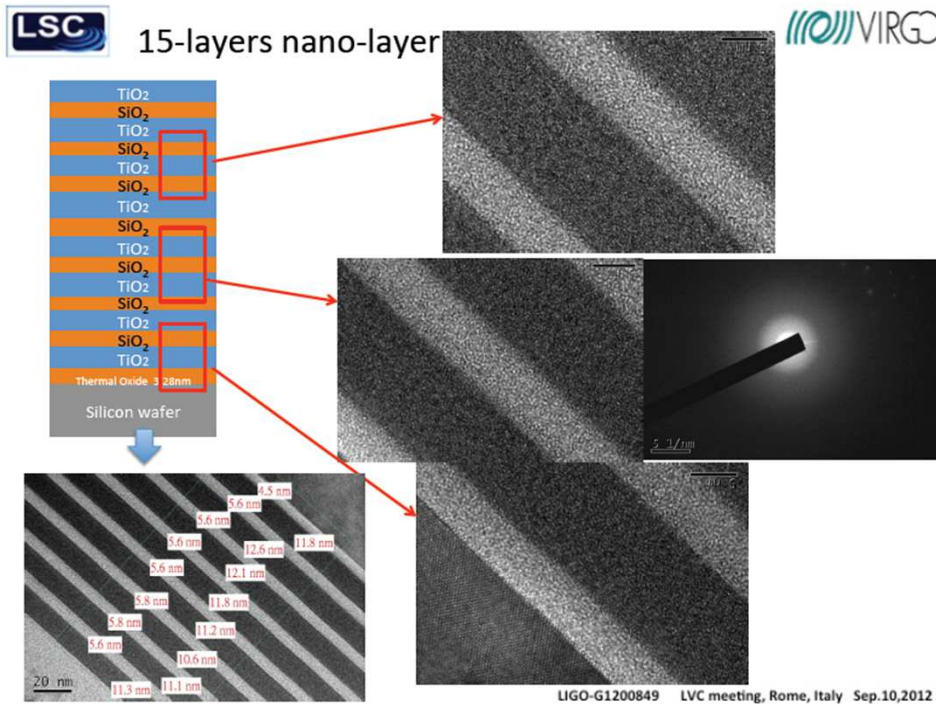 LSC
15-layers nano-layer
VIRGO
TiO2
SiO2
TiO2
SiO2
TiO2
SiO2
TiO2
SiO2
TiO2
SiO2
TiO2
SiO2
TiO2
SiO2
TiO2
Thermal Oxide 3.28nm
Silicon wafer
5 1/nm
4.5 nm
5.6 nm
5.6 nm
11.8 nm
5.6 nm
12.6 nm
5.6 nm
12.1 nm
5.8 nm
11.8 nm
5.8 nm
11.2 nm
5.6 nm
10.6 nm
20 nm
11.3 nm
11.1 nm
LIGO-G1200849 LVC meeting, Rome, Italy Sep.10,2012